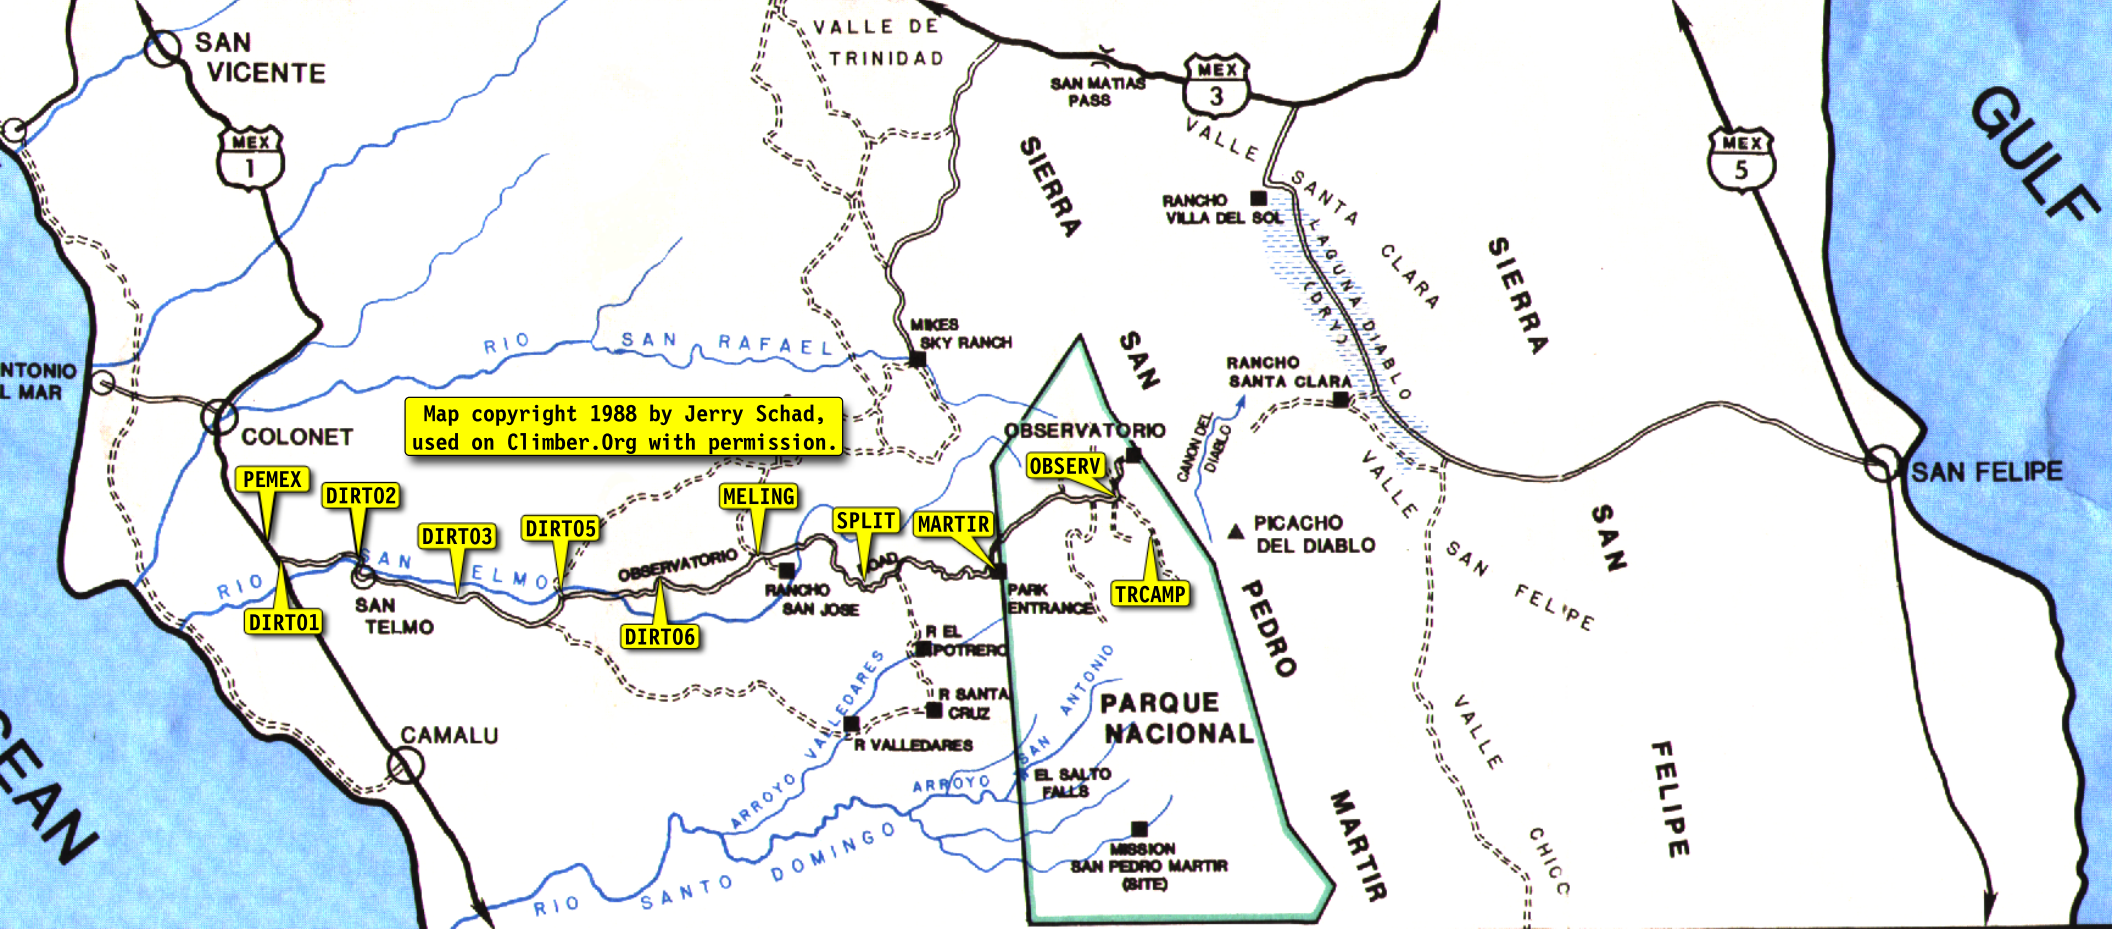 SAN
VICENTE
MEX
1
VALLE DE
TRINIDAD
SAN MATIAS
PASS
MEX
3
MEX
5
GULF
SIERRA
VALLE
SANTA
CLARA
RANCHO
VILLA DEL SOL
LAGUNA DIABLO
(DRY)
SIERRA
MIKES
SKY RANCH
RIO SAN RAFAEL
SAN
RANCHO
SANTA CLARA
NTONIO
L MAR
COLONET
Map copyright 1988 by Jerry Schad,
used on Climber.Org with permission.
OBSERVATORIO
OBSERV
CANON DEL
DIABLO
VALLE
SAN FELIPE
SAN FELIPE
PEMEX
DIRT02
DIRT03
DIRT05
MELING
SPLIT
MARTIR
PICACHO
DEL DIABLO
SAN
RIO
SAN
ELMO
OBSERVATORIO
OAD
RANCHO
SAN JOSE
PARK
ENTRANCE
TRCAMP
DIRT01
SAN
TELMO
DIRT06
PEDRO
R EL
POTRERO
R SANTA
CRUZ
R VALLEDARES
ARROYO VALLEDARES
ARROYO
SAN
ANTONIO
PARQUE
NACIONAL
EL SALTO
FALLS
CAMALU
VALLE
CHICO
FELIPE
MARTIR
MISSION
SAN PEDRO MARTIR
(SITE)
RIO SANTO DOMINGO
CEAN